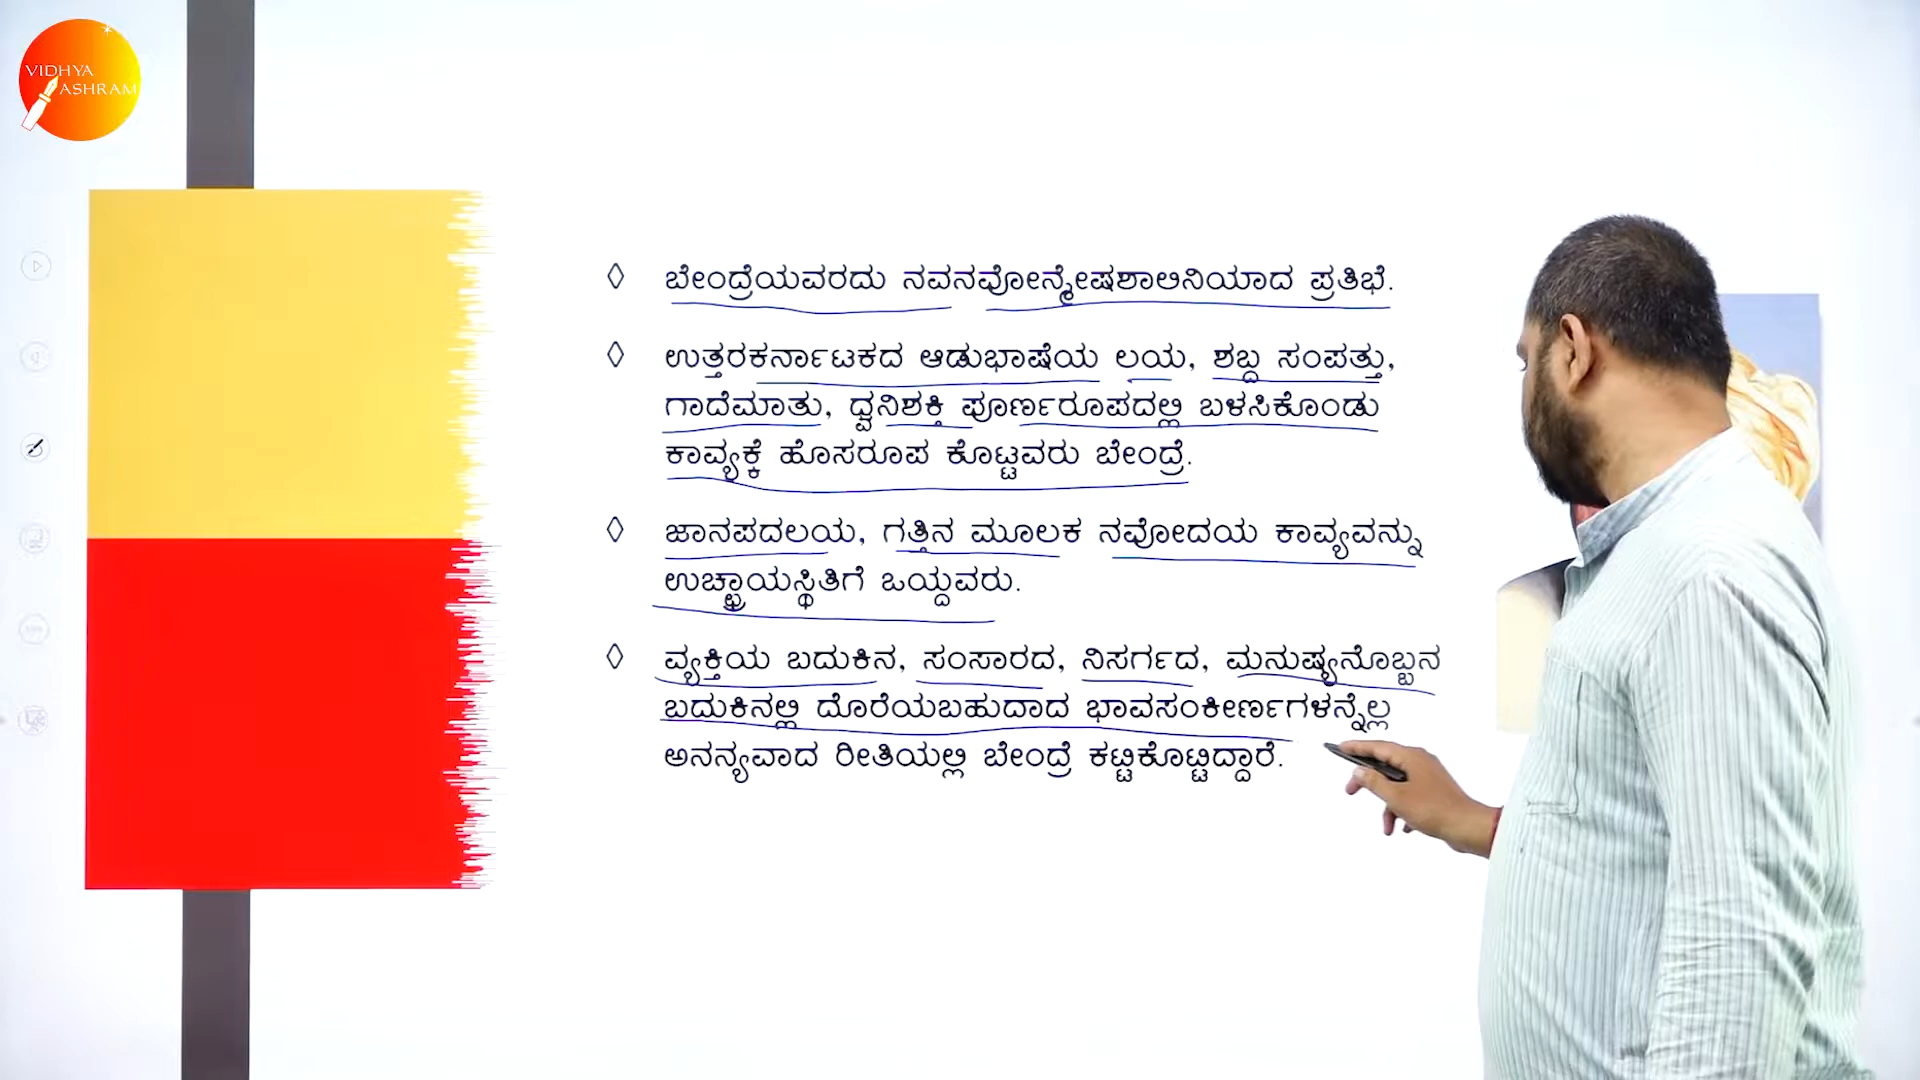 VIDHYA
ASHRAM
◊ ಬೇಂದ್ರೆಯವರದು ನವನವೋನ್ಮೇಷಶಾಲಿನಿಯಾದ ಪ್ರತಿಭೆ.
◊ ಉತ್ತರಕರ್ನಾಟಕದ ಆಡುಭಾಷೆಯ ಲಯ, ಶಬ್ದ ಸಂಪತ್ತು,
ಗಾದೆಮಾತು, ಧ್ವನಿಶಕ್ತಿ ಪೂರ್ಣರೂಪದಲ್ಲಿ ಬಳಸಿಕೊಂಡು
ಕಾವ್ಯಕ್ಕೆ ಹೊಸರೂಪ ಕೊಟ್ಟವರು ಬೇಂದ್ರೆ.
◊ ಜಾನಪದಲಯ, ಗತ್ತಿನ ಮೂಲಕ ನವೋದಯ ಕಾವ್ಯವನ್ನು
ಉಚ್ಛ್ರಾಯಸ್ಥಿತಿಗೆ ಒಯ್ದವರು.
◊ ವ್ಯಕ್ತಿಯ ಬದುಕಿನ, ಸಂಸಾರದ, ನಿಸರ್ಗದ, ಮನುಷ್ಯನೊಬ್ಬನ
ಬದುಕಿನಲ್ಲಿ ದೊರೆಯಬಹುದಾದ ಭಾವಸಂಕೀರ್ಣಗಳನ್ನೆಲ್ಲ
ಅನನ್ಯವಾದ ರೀತಿಯಲ್ಲಿ ಬೇಂದ್ರೆ ಕಟ್ಟಿಕೊಟ್ಟಿದ್ದಾರೆ.